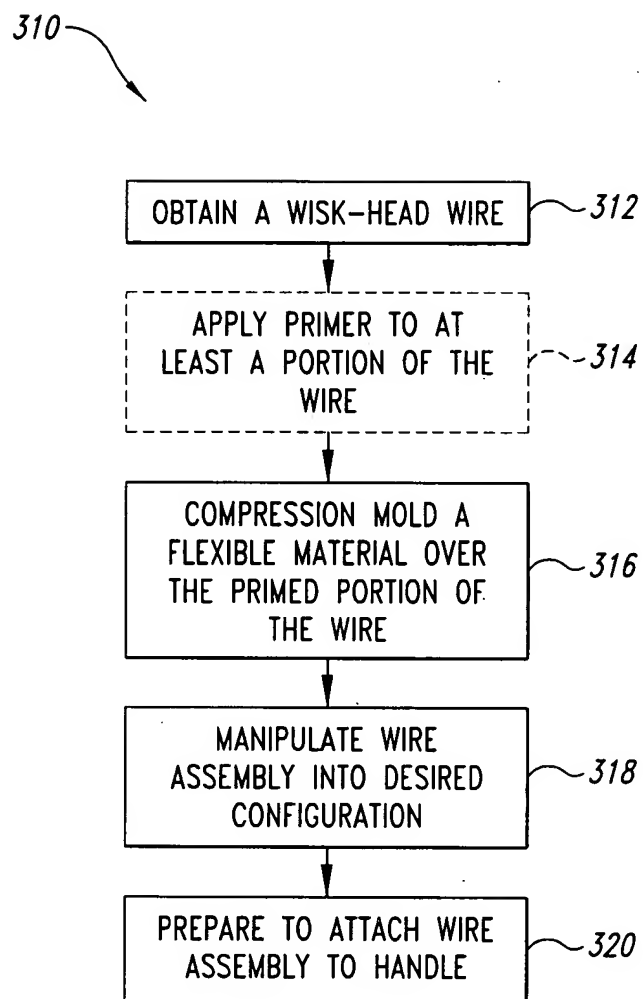 310
OBTAIN A WISK-HEAD WIRE
312
APPLY PRIMER TO AT
LEAST A PORTION OF THE
WIRE
314
COMPRESSION MOLD A
FLEXIBLE MATERIAL OVER
THE PRIMED PORTION OF
THE WIRE
316
MANIPULATE WIRE
ASSEMBLY INTO DESIRED
CONFIGURATION
318
PREPARE TO ATTACH WIRE
ASSEMBLY TO HANDLE
320